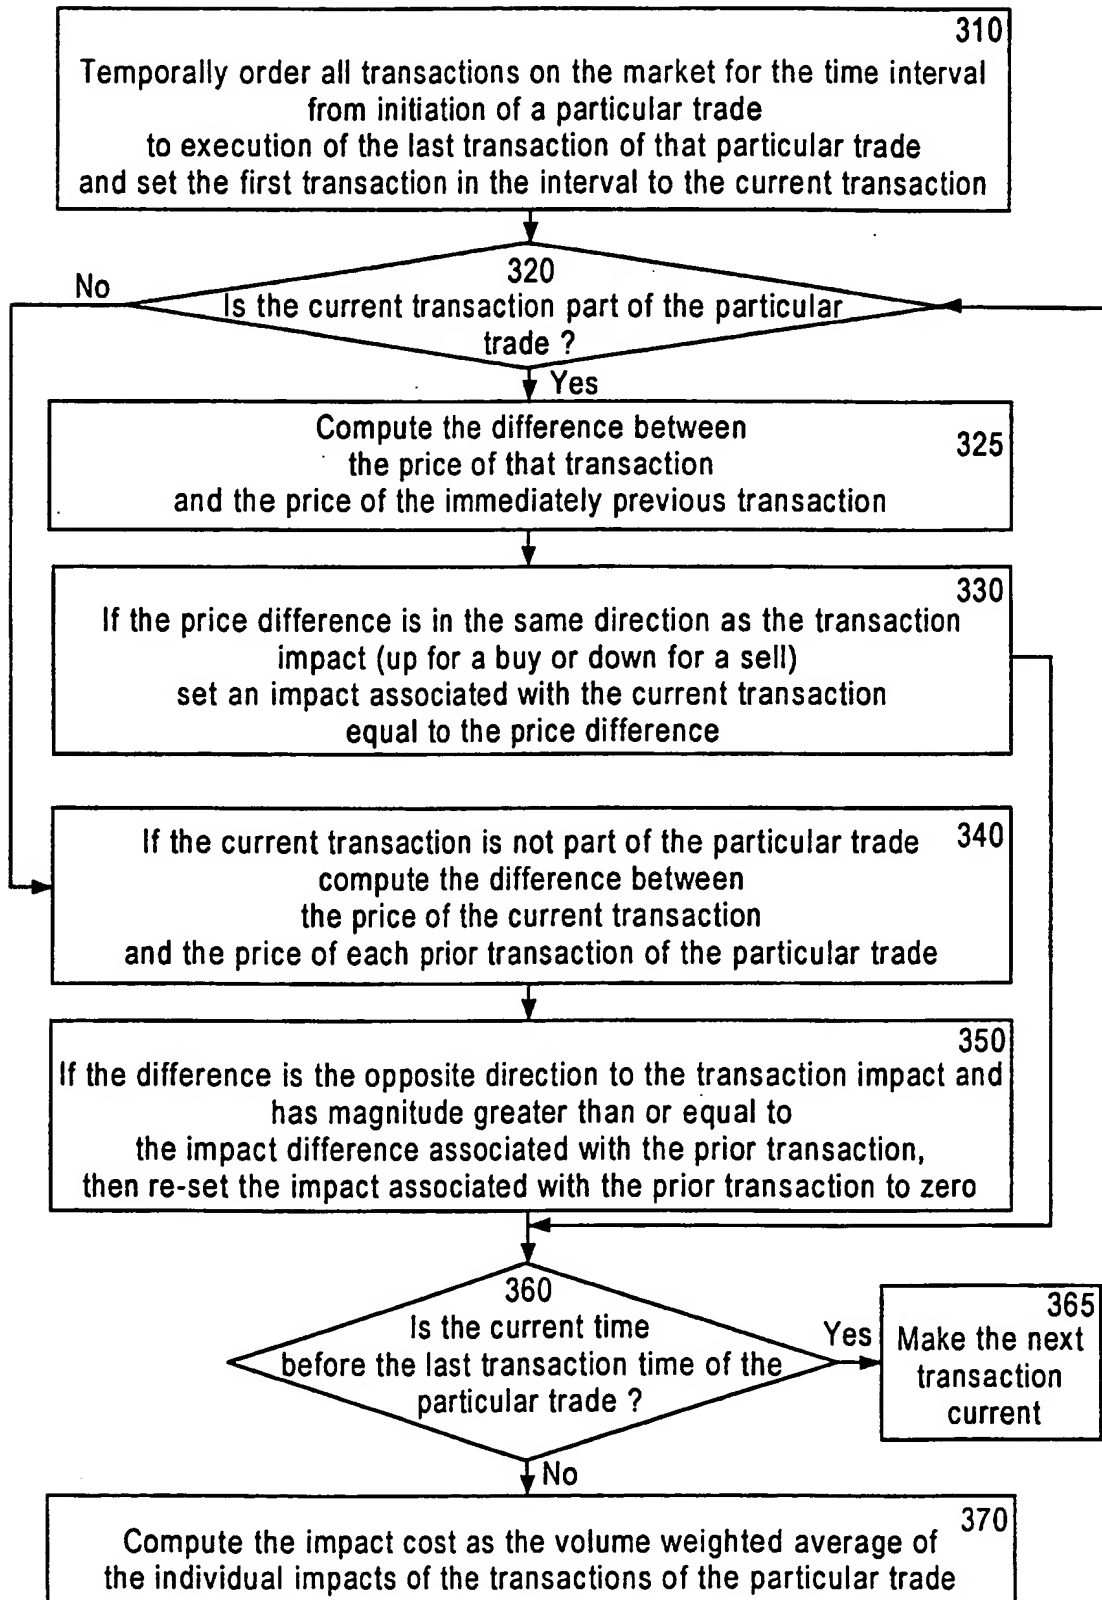 310
Temporally order all transactions on the market for the time interval
from initiation of a particular trade
to execution of the last transaction of that particular trade
and set the first transaction in the interval to the current transaction
No
320
Is the current transaction part of the particular
trade ?
Yes
Compute the difference between
325
the price of that transaction
and the price of the immediately previous transaction
330
If the price difference is in the same direction as the transaction
impact (up for a buy or down for a sell)
set an impact associated with the current transaction
equal to the price difference
If the current transaction is not part of the particular trade 340
compute the difference between
the price of the current transaction
and the price of each prior transaction of the particular trade
350
If the difference is the opposite direction to the transaction impact and
has magnitude greater than or equal to
the impact difference associated with the prior transaction,
then re-set the impact associated with the prior transaction to zero
360
Is the current time
before the last transaction time of the
particular trade ?
Yes
365
Make the next
transaction
current
No
370
Compute the impact cost as the volume weighted average of
the individual impacts of the transactions of the particular trade